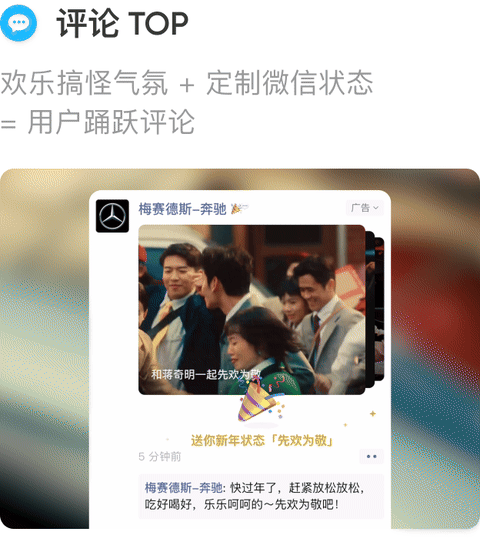 评论 TOP
欢乐搞怪气氛 + 定制微信状态
= 用户踊跃评论
梅赛德斯-奔驰
广告
和蒋奇明一起先欢为敬
送你新年状态「先欢为敬」
5 分钟前
梅赛德斯-奔驰: 快过年了，赶紧放松放松，
吃好喝好，乐乐呵呵的～先欢为敬吧！